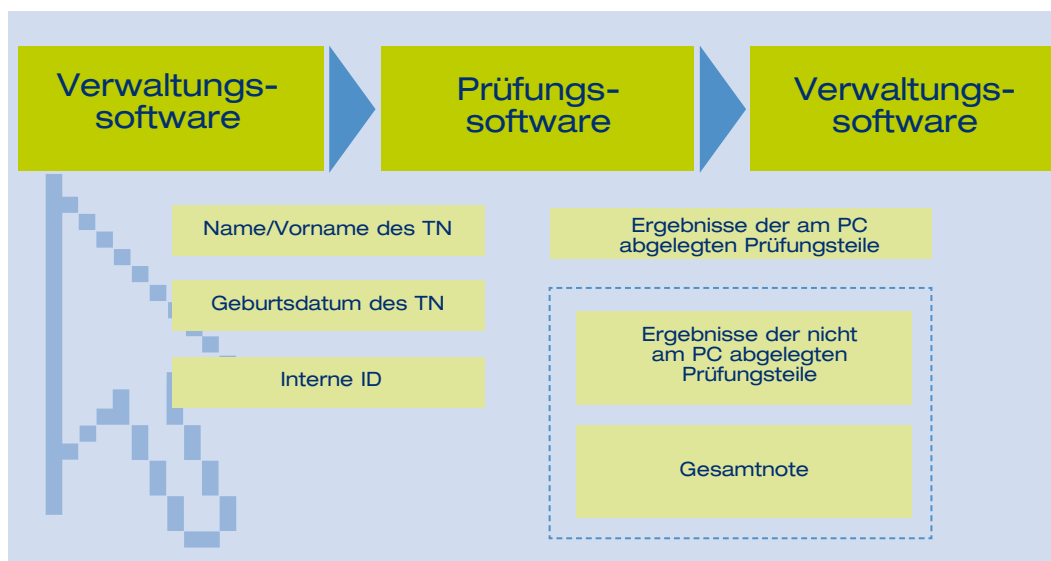 Verwaltungs-
software
Prüfungs-
software
Verwaltungs-
software
Name/Vorname des TN
Geburtsdatum des TN
Interne ID
Ergebnisse der am PC
abgelegten Prüfungsteile
Ergebnisse der nicht
am PC abgelegten
Prüfungsteile
Gesamtnote